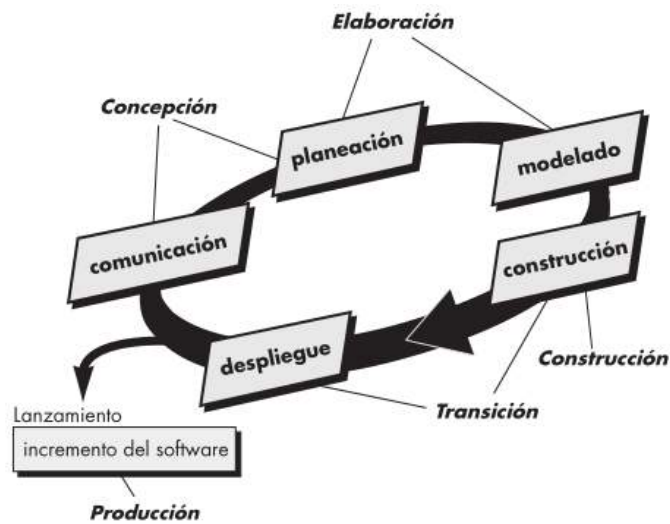 Elaboración
Concepción
planeación
modelado
comunicación
construcción
despliegue
Construcción
Transición
Lanzamiento
incremento del software
Producción